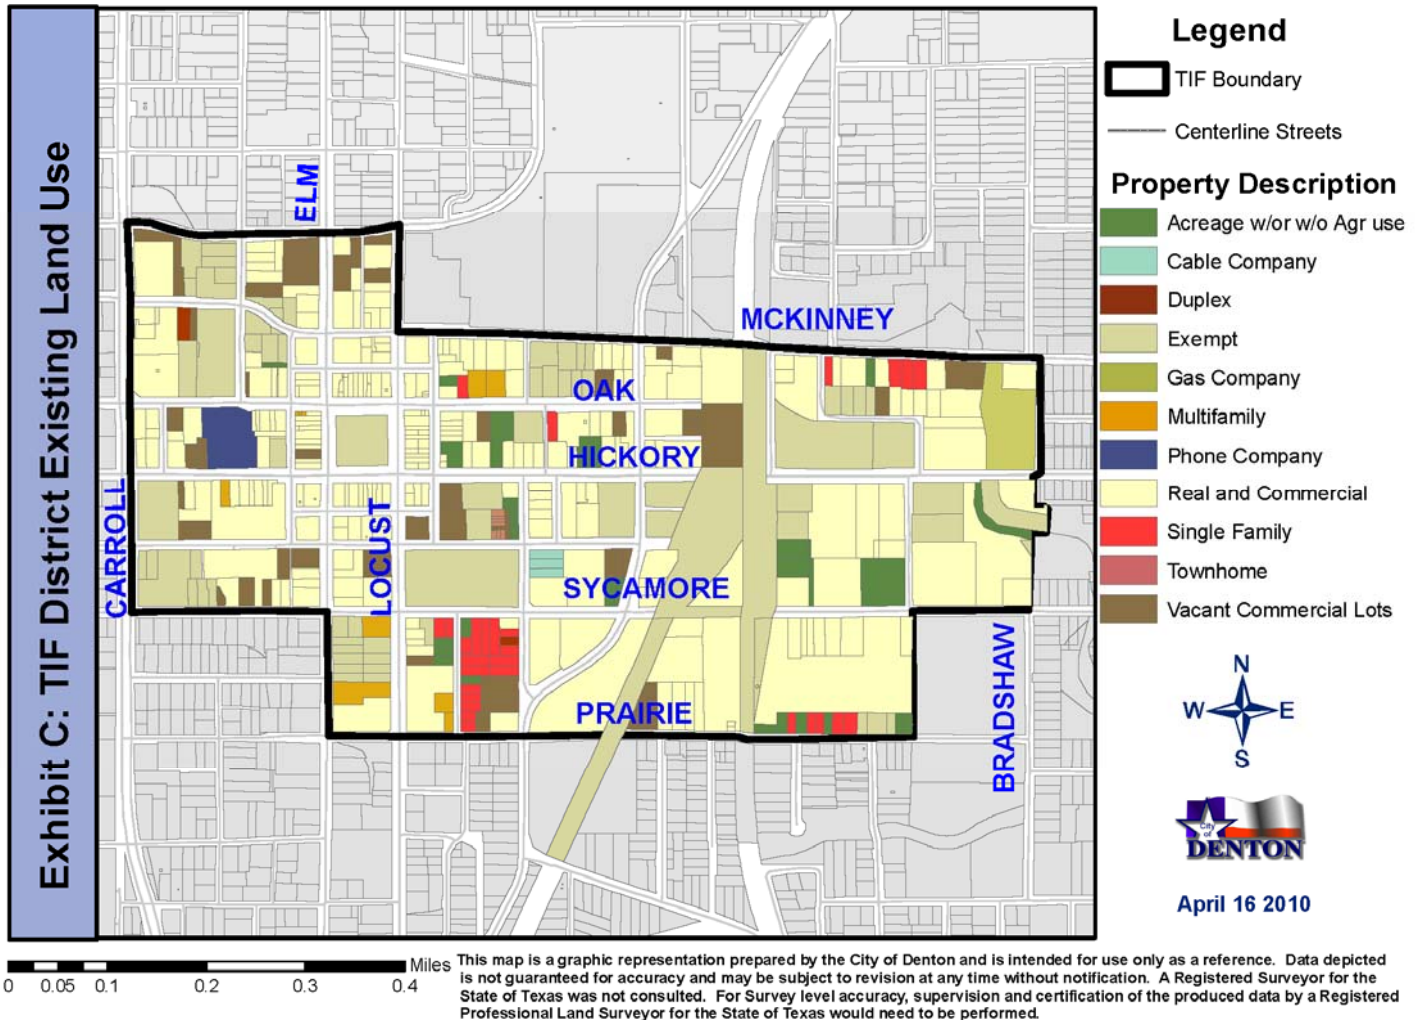 Exhibit C: TIF District Existing Land Use
ELM
MCKINNEY
OAK
HICKORY
CARROLL
LOCUST
SYCAMORE
PRAIRIE
BRADSHAW
Legend
TIF Boundary
Centerline Streets
Property Description
Acreage w/or w/o Agr use
Cable Company
Duplex
Exempt
Gas Company
Multifamily
Phone Company
Real and Commercial
Single Family
Townhome
Vacant Commercial Lots
N
W E
S
City
of
DENTON
April 16 2010
Miles
0 0.05 0.1 0.2 0.3 0.4
This map is a graphic representation prepared by the City of Denton and is intended for use only as a reference. Data depicted
is not guaranteed for accuracy and may be subject to revision at any time without notification. A Registered Surveyor for the
State of Texas was not consulted. For Survey level accuracy, supervision and certification of the produced data by a Registered
Professional Land Surveyor for the State of Texas would need to be performed.